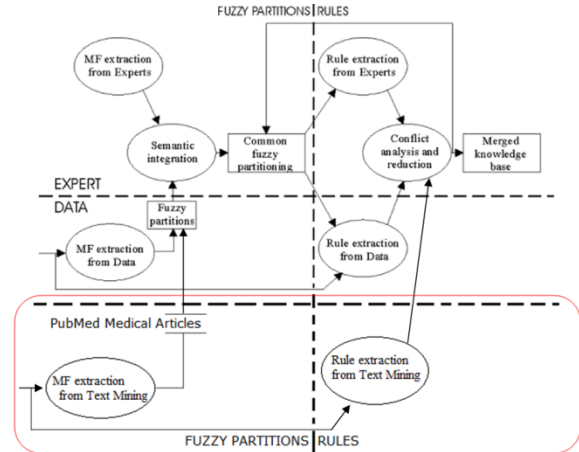 FUZZY PARTITIONS RULES
MF extraction
from Experts
Rule extraction
from Experts
Semantic
integration
Common
fuzzy
partitioning
Conflict
analysis and
reduction
Merged
knowledge
base
EXPERT
DATA
Fuzzy
partitions
MF extraction
from Data
Rule extraction
from Data
PubMed Medical Articles
MF extraction
from Text Mining
Rule extraction
from Text Mining
FUZZY PARTITIONS RULES